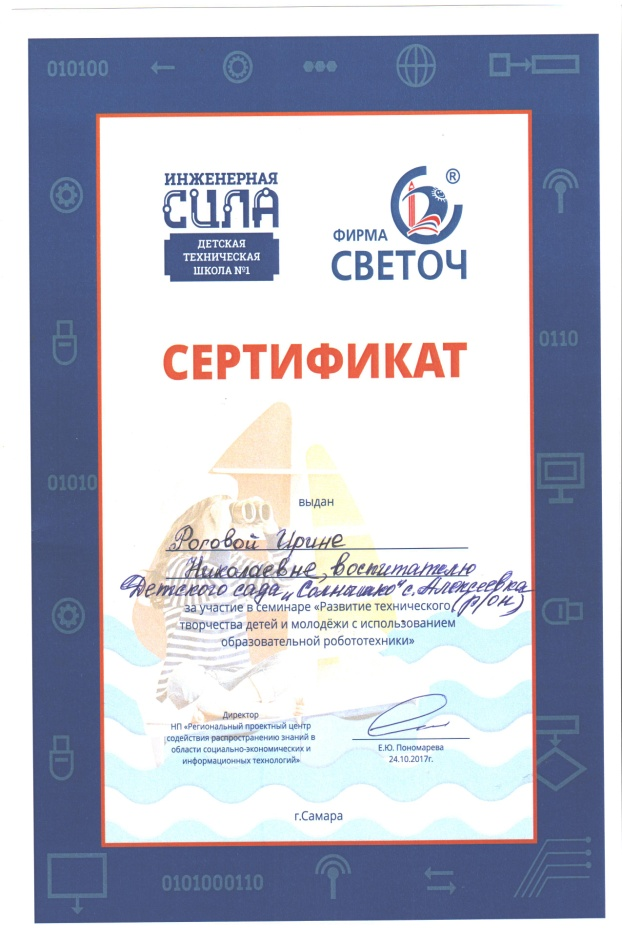 010100
ИНЖЕНЕРНАЯ
СИЛА
ДЕТСКАЯ
ТЕХНИЧЕСКАЯ
ШКОЛА №1
®
ФИРМА
СВЕТОЧ
0110
СЕРТИФИКАТ
01010
выдан
Роговой Ирине
Николаевне, воспитателю
Детского сада „Солнышко" с. Алексеевка
(р/он)
за участие в семинаре «Развитие технического
творчества детей и молодёжи с использованием
образовательной робототехники»
Директор
НП «Региональный проектный центр
содействия распространению знаний в
области социально-экономических и
информационных технологий»
Е.Ю. Пономарева
24.10.2017г.
г.Самара
0101000110